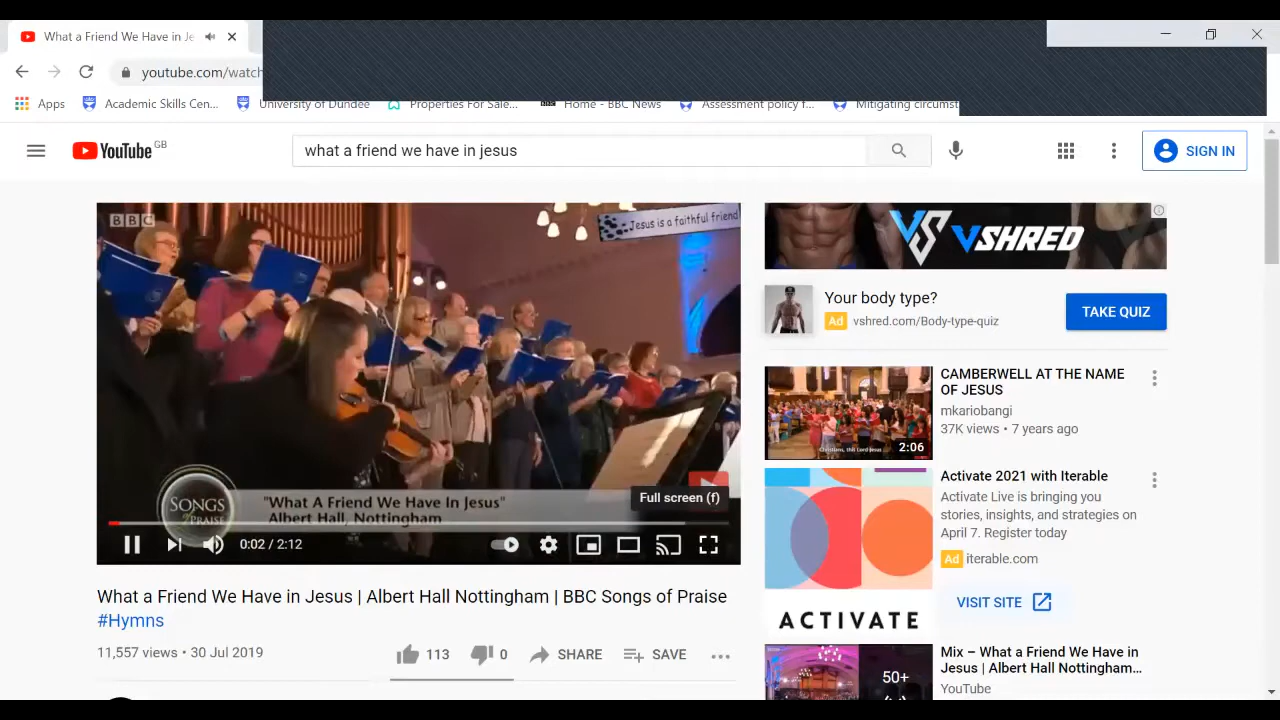 What a Friend We Have in Je
youtube.com/watch
Apps
Academic Skills Cen...
University of Dundee
Properties For Sale...
BBC
Home - BBC News
Assessment policy f...
Mitigating circumst
YouTube GB
what a friend we have in jesus
SIGN IN
BBC
Jesus is a faithful friend
SONGS
OF
PRAISE
"What A Friend We Have In Jesus"
Albert Hall, Nottingham
Full screen (f)
0:02 / 2:12
What a Friend We Have in Jesus | Albert Hall Nottingham | BBC Songs of Praise
#Hymns
11,557 views • 30 Jul 2019
113
0
SHARE
SAVE
VS VSHRED
Your body type?
Ad vshred.com/Body-type-quiz
TAKE QUIZ
CAMBERWELL AT THE NAME
OF JESUS
mkariobangi
37K views • 7 years ago
2:06
Activate 2021 with Iterable
Activate Live is bringing you
stories, insights, and strategies on
April 7. Register today
Ad iterable.com
VISIT SITE
ACTIVATE
Mix – What a Friend We Have in
Jesus | Albert Hall Nottingham...
YouTube
50+